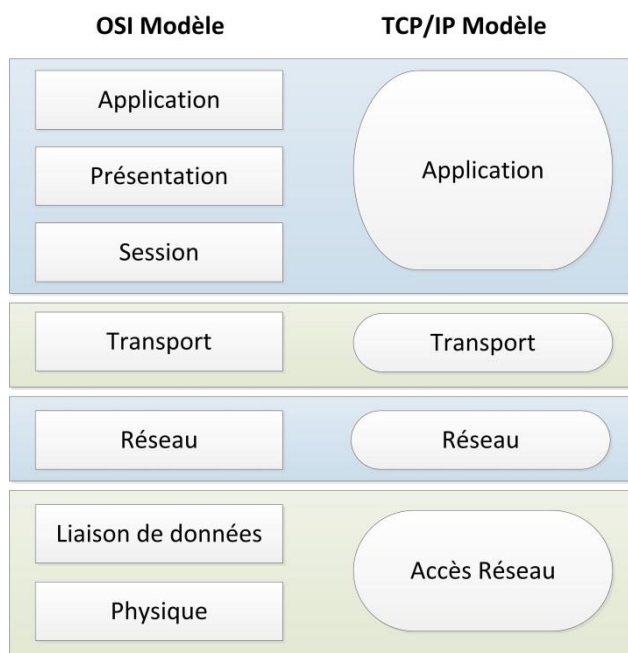 OSI Modèle
TCP/IP Modèle
Application
Présentation
Session
Application
Transport
Transport
Réseau
Réseau
Liaison de données
Physique
Accès Réseau